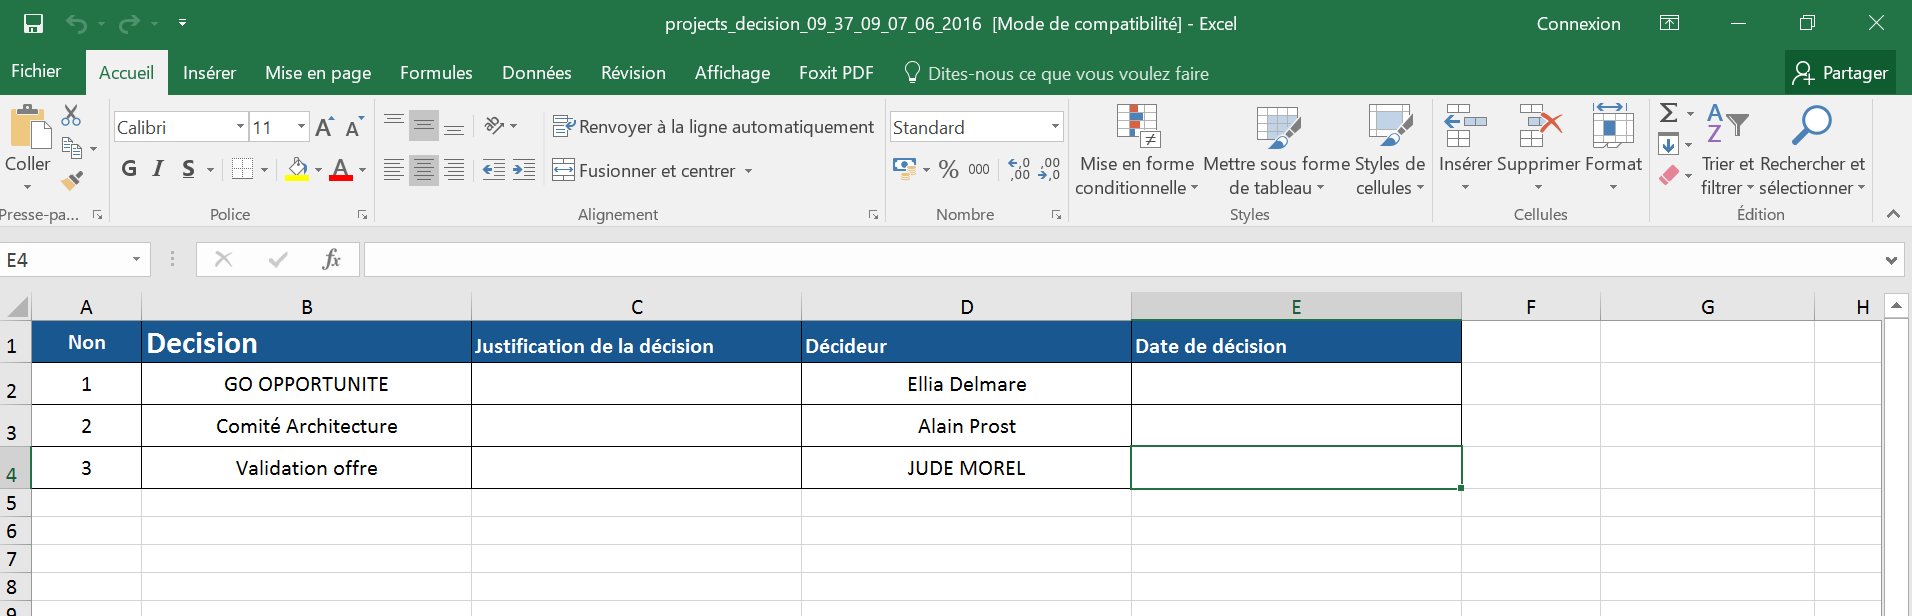 projects_decision_09_37_09_07_06_2016 [Mode de compatibilité] - Excel
Connexion
Fichier Accueil Insérer Mise en page Formules Données Révision Affichage Foxit PDF Dites-nous ce que vous voulez faire Partager
Coller
Presse-pa...
Calibri 11
G I S
Police
Renvoyer à la ligne automatiquement
Fusionner et centrer
Alignement
Standard
% 000
Nombre
Mise en forme
conditionnelle
Mettre sous forme
de tableau
Styles de
cellules
Styles
Insérer Supprimer Format
Cellules
Trier et
filtrer
Rechercher et
sélectionner
Édition
E4 fx
A B C D E F G H
1 Non Decision Justification de la décision Décideur Date de décision
2 1 GO OPPORTUNITE Ellia Delmare
3 2 Comité Architecture Alain Prost
4 3 Validation offre JUDE MOREL
5
6
7
8
9